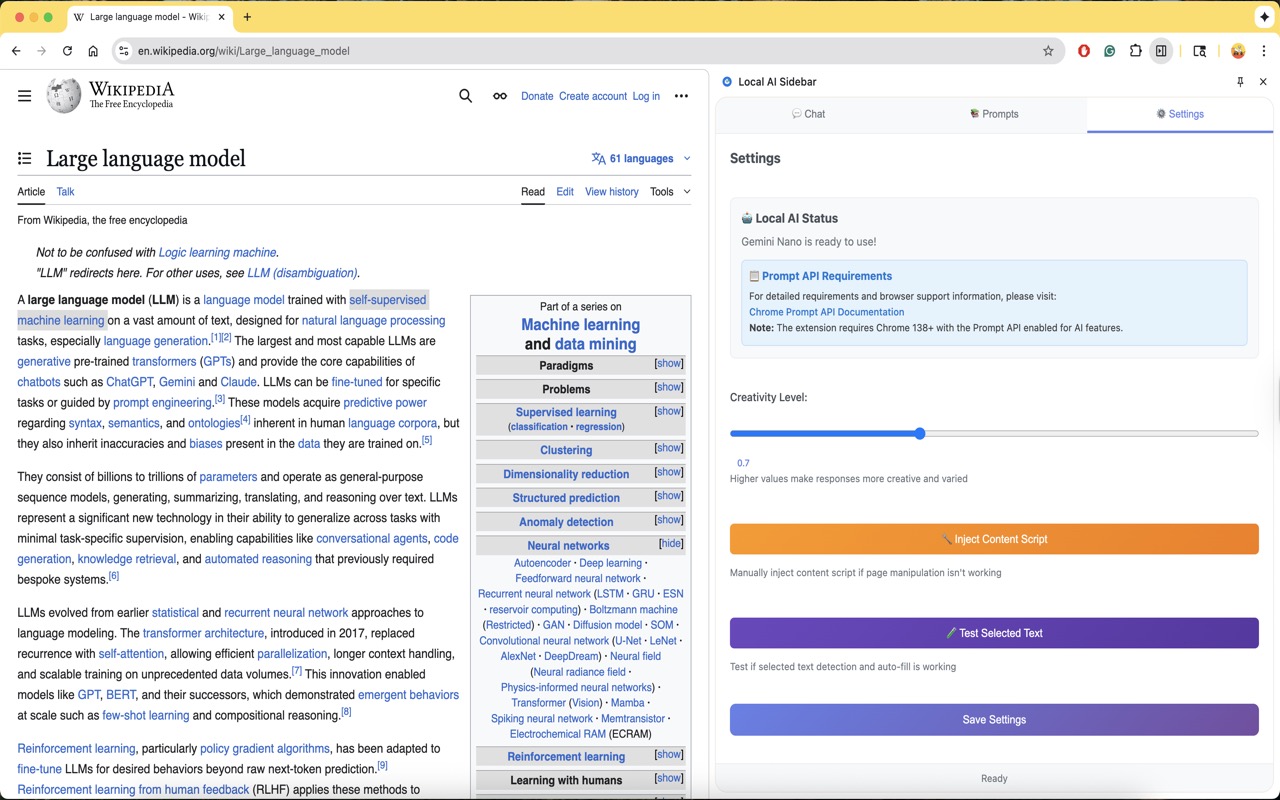 Large language model - Wikip
en.wikipedia.org/wiki/Large_language_model
WIKIPEDIA
The Free Encyclopedia
Donate Create account Log in
Large language model
61 languages
Article Talk Read Edit View history Tools
From Wikipedia, the free encyclopedia
Not to be confused with Logic learning machine.
"LLM" redirects here. For other uses, see LLM (disambiguation).
A large language model (LLM) is a language model trained with self-supervised
machine learning on a vast amount of text, designed for natural language processing
tasks, especially language generation.[1][2] The largest and most capable LLMs are
generative pre-trained transformers (GPTs) and provide the core capabilities of
chatbots such as ChatGPT, Gemini and Claude. LLMs can be fine-tuned for specific
tasks or guided by prompt engineering.[3] These models acquire predictive power
regarding syntax, semantics, and ontologies[4] inherent in human language corpora, but
they also inherit inaccuracies and biases present in the data they are trained on.[5]
They consist of billions to trillions of parameters and operate as general-purpose
sequence models, generating, summarizing, translating, and reasoning over text. LLMs
represent a significant new technology in their ability to generalize across tasks with
minimal task-specific supervision, enabling capabilities like conversational agents, code
generation, knowledge retrieval, and automated reasoning that previously required
bespoke systems.[6]
LLMs evolved from earlier statistical and recurrent neural network approaches to
language modeling. The transformer architecture, introduced in 2017, replaced
recurrence with self-attention, allowing efficient parallelization, longer context handling,
and scalable training on unprecedented data volumes.[7] This innovation enabled
models like GPT, BERT, and their successors, which demonstrated emergent behaviors
at scale such as few-shot learning and compositional reasoning.[8]
Reinforcement learning, particularly policy gradient algorithms, has been adapted to
fine-tune LLMs for desired behaviors beyond raw next-token prediction.[9]
Reinforcement learning from human feedback (RLHF) applies these methods to
Part of a series on
Machine learning
and data mining
Paradigms [show]
Problems [show]
Supervised learning [show]
(classification • regression)
Clustering [show]
Dimensionality reduction [show]
Structured prediction [show]
Anomaly detection [show]
Neural networks [hide]
Autoencoder · Deep learning ·
Feedforward neural network ·
Recurrent neural network (LSTM · GRU · ESN
· reservoir computing) · Boltzmann machine
(Restricted) · GAN · Diffusion model · SOM ·
Convolutional neural network (U-Net · LeNet ·
AlexNet · DeepDream) · Neural field
(Neural radiance field ·
Physics-informed neural networks) ·
Transformer (Vision) · Mamba ·
Spiking neural network · Memtransistor ·
Electrochemical RAM (ECRAM)
Reinforcement learning [show]
Learning with humans [show]
Local AI Sidebar
Chat Prompts Settings
Settings
Local AI Status
Gemini Nano is ready to use!
Prompt API Requirements
For detailed requirements and browser support information, please visit:
Chrome Prompt API Documentation
Note: The extension requires Chrome 138+ with the Prompt API enabled for AI features.
Creativity Level:
0.7
Higher values make responses more creative and varied
Inject Content Script
Manually inject content script if page manipulation isn't working
Test Selected Text
Test if selected text detection and auto-fill is working
Save Settings
Ready